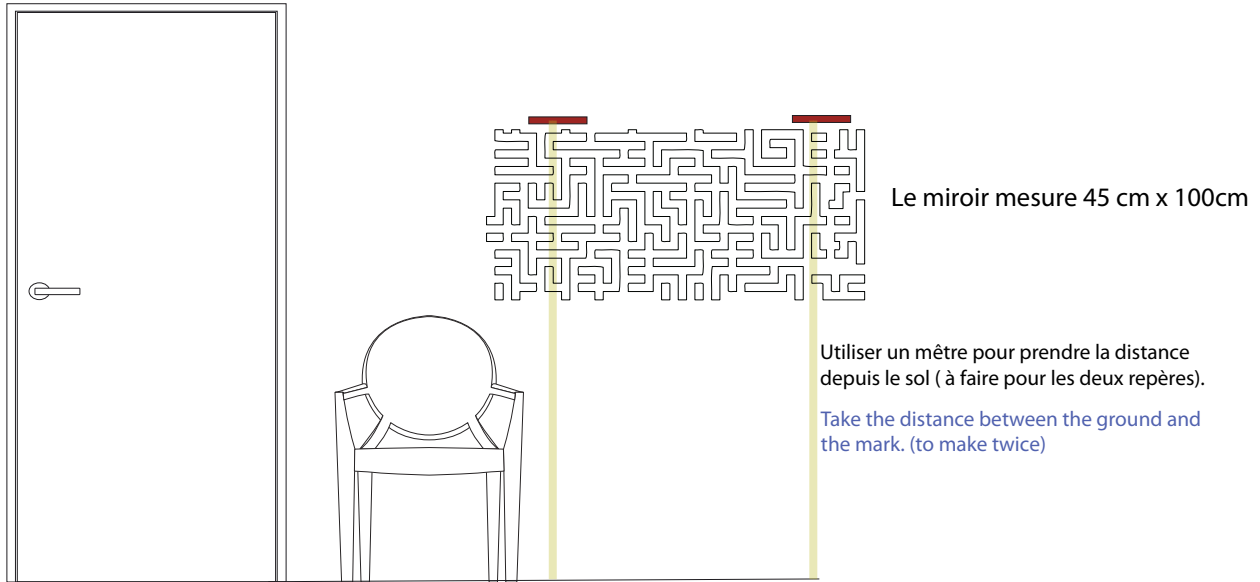 Le miroir mesure 45 cm x 100cm
Utiliser un mêtre pour prendre la distance
depuis le sol ( à faire pour les deux repères).
Take the distance between the ground and
the mark. (to make twice)